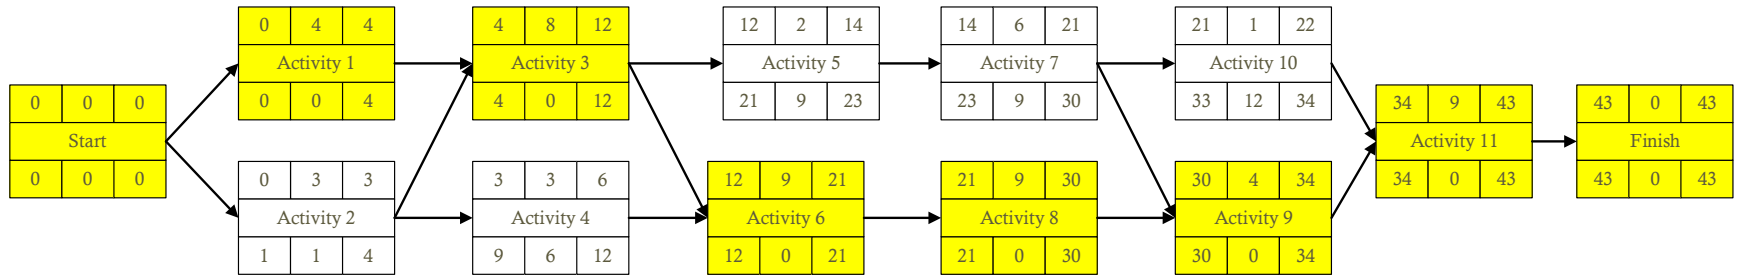 0 0 0
Start
0 0 0
0 4 4
Activity 1
0 0 4
0 3 3
Activity 2
1 1 4
4 8 12
Activity 3
4 0 12
3 3 6
Activity 4
9 6 12
12 2 14
Activity 5
21 9 23
12 9 21
Activity 6
12 0 21
14 6 21
Activity 7
23 9 30
21 9 30
Activity 8
21 0 30
21 1 22
Activity 10
33 12 34
30 4 34
Activity 9
30 0 34
34 9 43
Activity 11
34 0 43
43 0 43
Finish
43 0 43